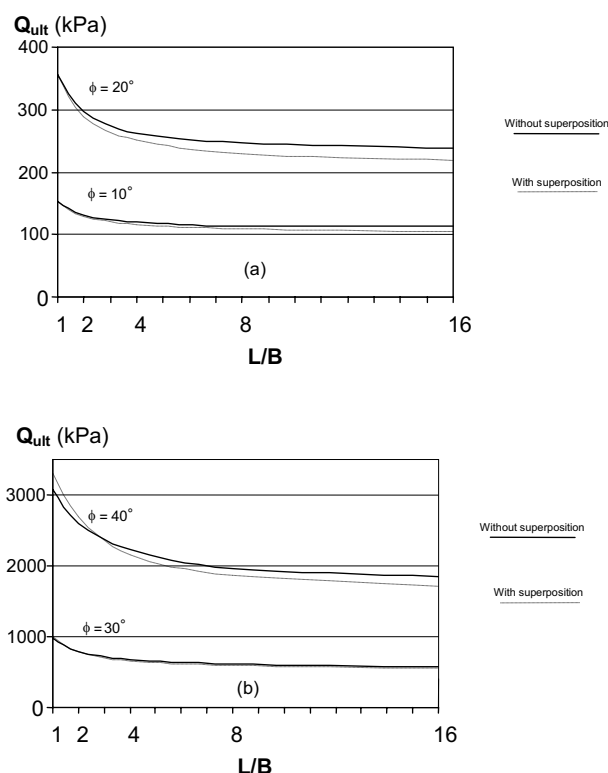 Qult (kPa)
400
300
200
100
0
ϕ = 20°
ϕ = 10°
(a)
1 2 4 8 16
L/B
Without superposition
With superposition
Qult (kPa)
3000
2000
1000
0
ϕ = 40°
ϕ = 30°
(b)
1 2 4 8 16
L/B
Without superposition
With superposition